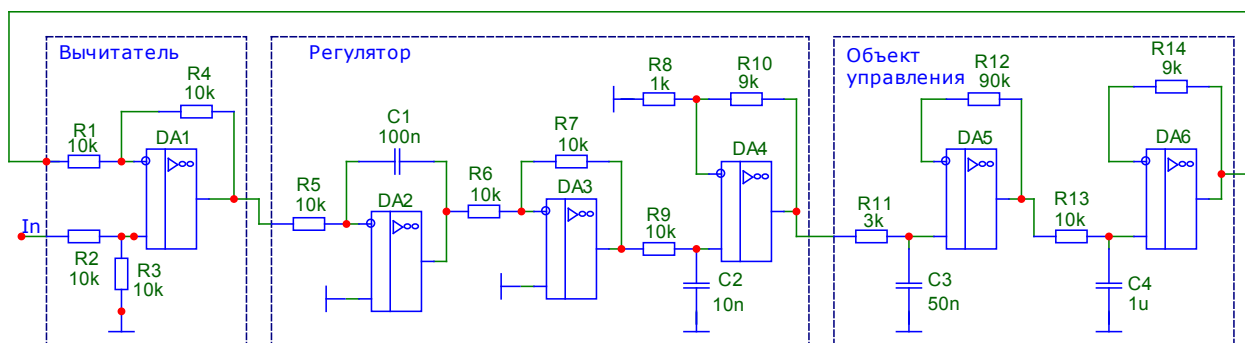 Вычитатель
R4
10k
R1
10k
DA1
In
R2
10k
R3
10k
Регулятор
C1
100n
R5
10k
DA2
R6
10k
R7
10k
DA3
R8
1k
R10
9k
R9
10k
DA4
C2
10n
Объект
управления
R12
90k
DA5
R11
3k
C3
50n
R14
9k
DA6
R13
10k
C4
1u